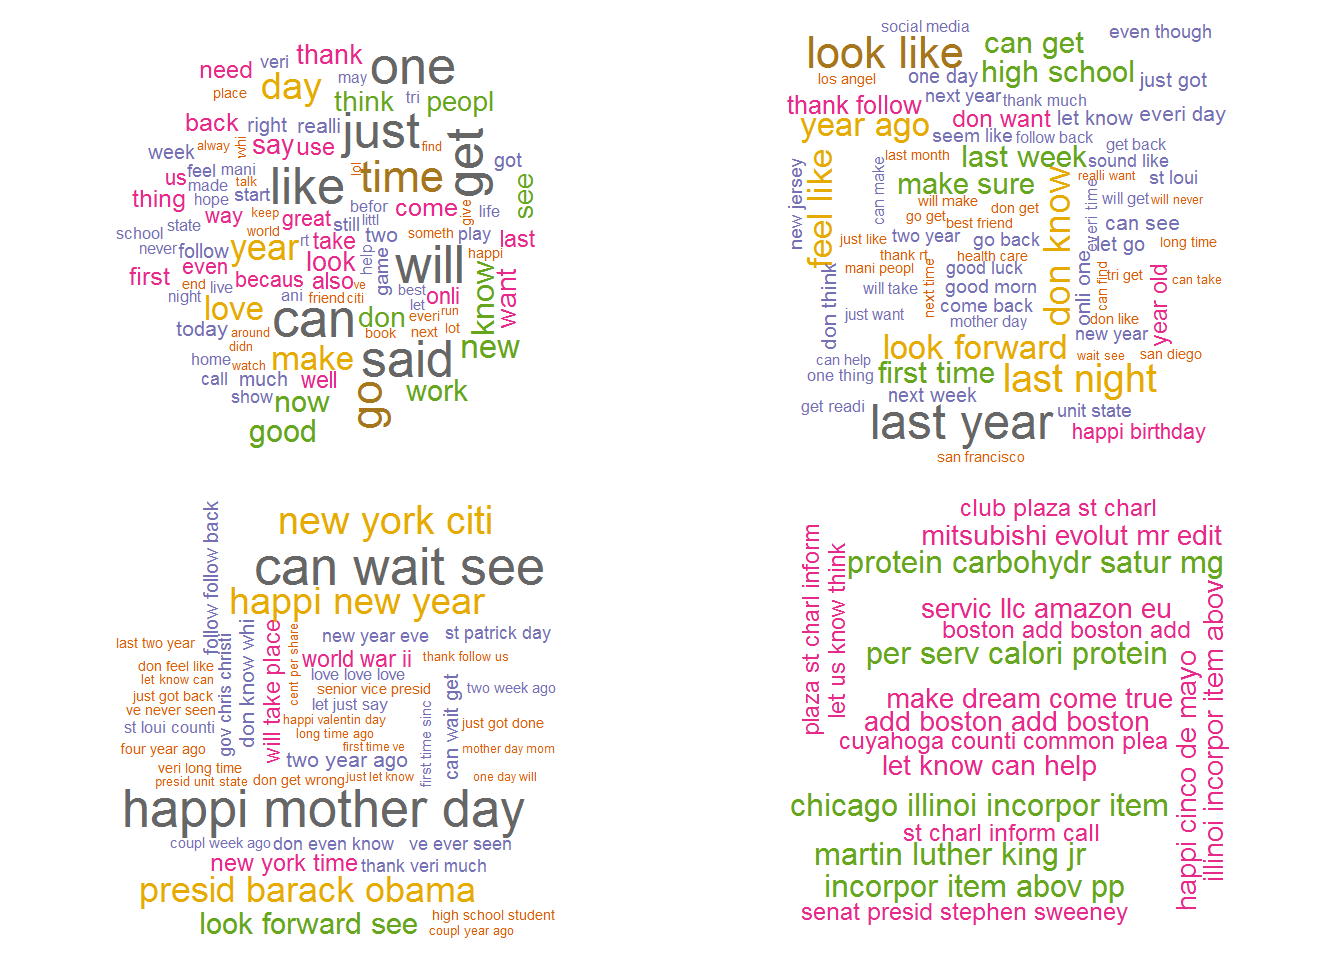 thank
veri
need
one
may
day
place
think
tri
peopl
back
right
realli
just
get
alway
whi
say
use
find
week
lol
got
feel
mani
us
made
talk
like
time
see
thing
hope
start
befor
come
give
life
way
keep
great
still
littl
school
state
world
two
someth
play
last
never
follow
year
rt
take
help
game
will
happi
first
even
look
know
want
end
live
becaus
also
ve
night
ani
friend
citi
best
onli
love
let
can
don
everi
run
today
around
book
next
lot
didn
new
home
make
said
watch
call
much
well
go
work
show
now
good
social media
even though
look like
can get
los angel
one day
high school
just got
next year
thank much
thank follow
don want
let know
everi day
year ago
seem like
follow back
get back
last month
last week
sound like
new jersey
feel like
can make
make sure
don know
realli want
st loui
will make
everi time
will get
will never
don get
go get
best friend
can see
just like
two year
go back
let go
long time
thank rt
health care
mani peopl
good luck
onli one
can find
tri get
year old
can take
will take
next time
good morn
don think
come back
just want
mother day
don like
new year
look forward
wait see
san diego
can help
one thing
first time
last night
next week
get readi
last year
unit state
happi birthday
san francisco
new york citi
follow follow back
can wait see
happi new year
last two year
gov chris christi
don know whi
will take place
cent per share
new year eve
st patrick day
don feel like
world war ii
thank follow us
let know can
love love love
just got back
senior vice presid
can wait get
two week ago
ve never seen
let just say
st loui counti
happi valentin day
first time sinc
just got done
long time ago
four year ago
first time ve
mother day morn
veri long time
two year ago
presid unit state
don get wrong
just let know
one day will
happi mother day
coupl week ago
don even know
ve ever seen
new york time
thank veri much
presid barack obama
look forward see
high school student
coupl year ago
club plaza st charl
mitsubishi evolut mr edit
plaza st charl inform
let us know think
protein carbohydr satur mg
servic llc amazon eu
boston add boston add
per serv calori protein
happi cinco de mayo
illinoi incorpor item abov
make dream come true
add boston add boston
cuyahoga counti common plea
let know can help
chicago illinoi incorpor item
st charl inform call
martin luther king jr
incorpor item abov pp
senat presid stephen sweeney